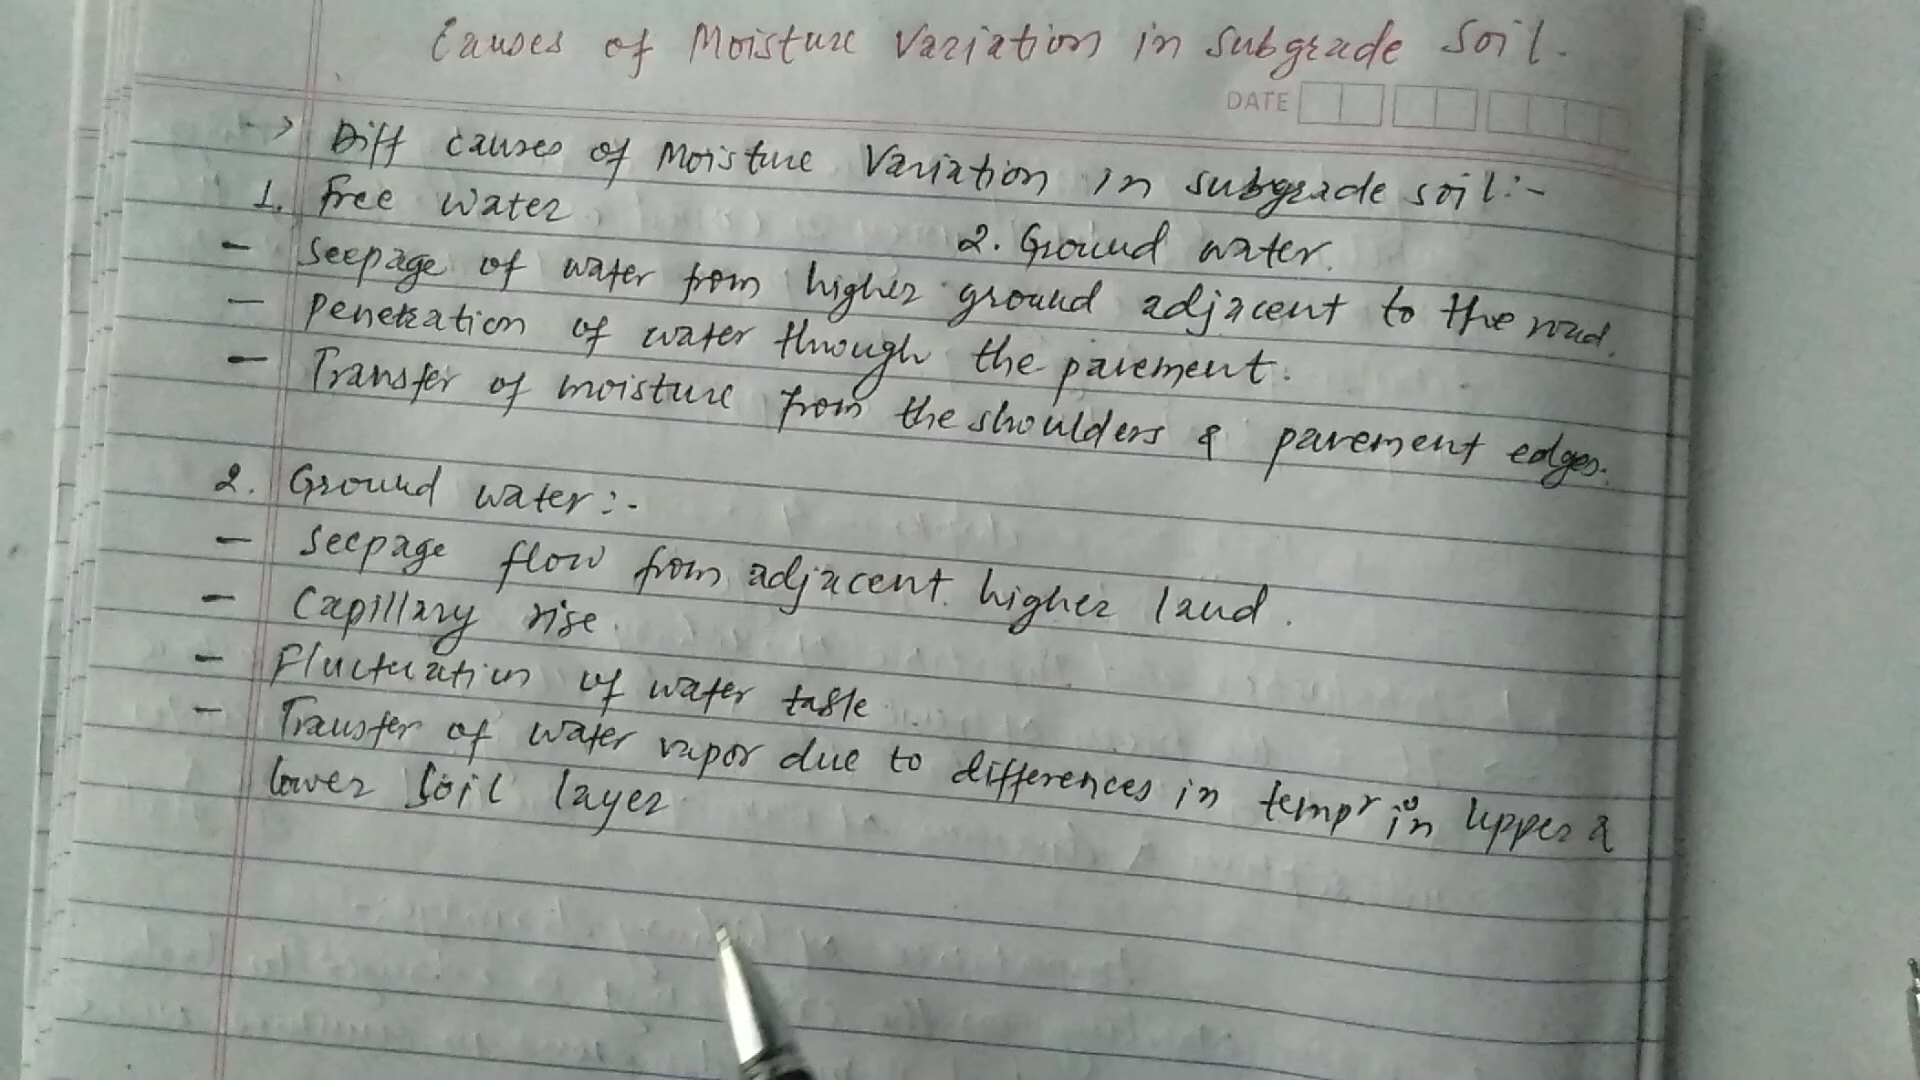 Causes of Moisture Variation in Subgrade Soil.
DATE
-> Diff causes of Moisture Variation in subgrade soil:-
1. Free water
2. Ground water.
- Seepage of water from higher ground adjacent to the road.
- Penetration of water through the pavement.
- Transfer of moisture from the shoulders & pavement edges.
2. Ground water:-
- Seepage flow from adjacent higher land.
- Capillary rise.
- Fluctuation of water table.
- Transfer of water vapor due to differences in tempr in upper &
lower soil layer